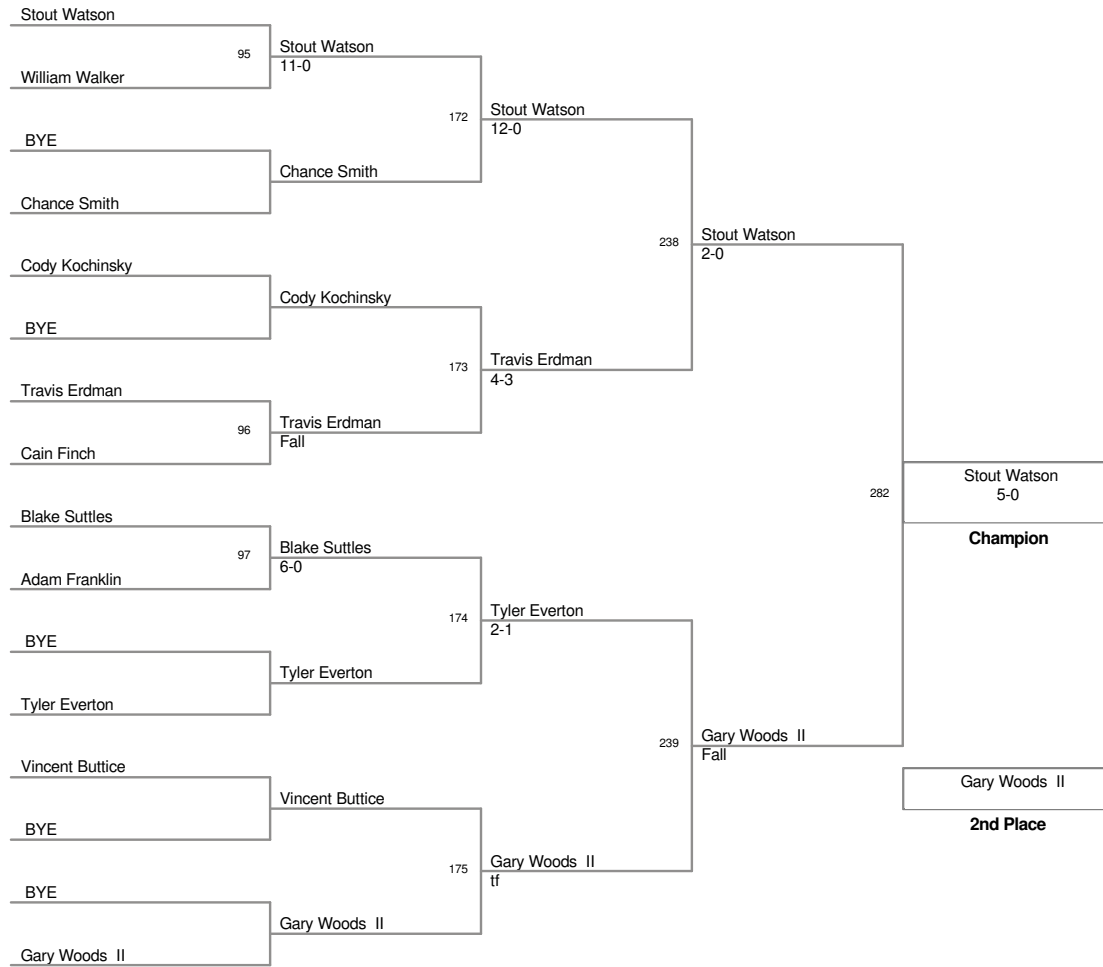 Stout Watson
95
Stout Watson
11-0
William Walker
172
Stout Watson
12-0
BYE
Chance Smith
Chance Smith
238
Stout Watson
2-0
Cody Kochinsky
Cody Kochinsky
BYE
173
Travis Erdman
4-3
Travis Erdman
96
Travis Erdman
Fall
Cain Finch
282
Stout Watson
5-0
Champion
Blake Suttles
97
Blake Suttles
6-0
Adam Franklin
174
Tyler Everton
2-1
BYE
Tyler Everton
Tyler Everton
239
Gary Woods II
Fall
Gary Woods II
2nd Place
Vincent Buttice
Vincent Buttice
BYE
175
Gary Woods II
tf
BYE
Gary Woods II
Gary Woods II